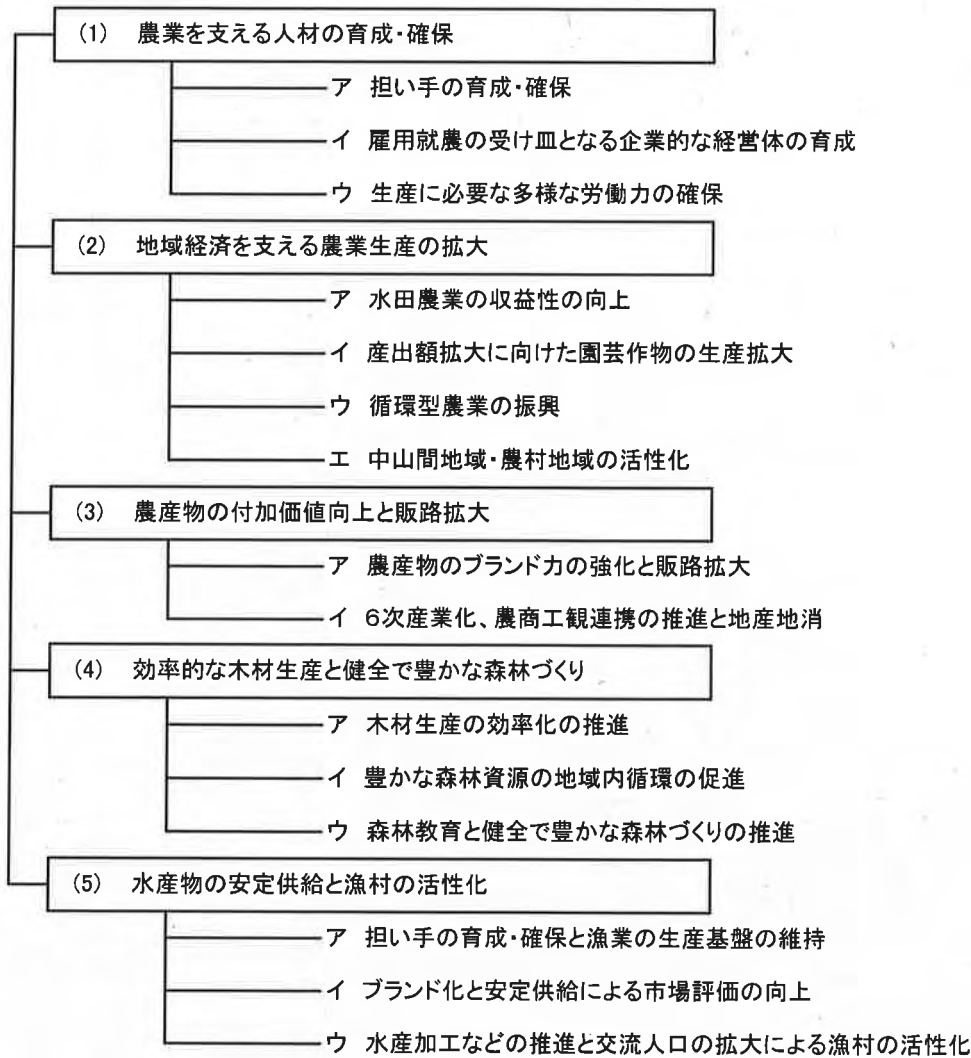 (1) 農業を支える人材の育成・確保
ア 担い手の育成・確保
イ 雇用就農の受け皿となる企業的な経営体の育成
ウ 生産に必要な多様な労働力の確保
(2) 地域経済を支える農業生産の拡大
ア 水田農業の収益性の向上
イ 産出額拡大に向けた園芸作物の生産拡大
ウ 循環型農業の振興
エ 中山間地域・農村地域の活性化
(3) 農産物の付加価値向上と販路拡大
ア 農産物のブランド力の強化と販路拡大
イ 6次産業化、農商工観連携の推進と地産地消
(4) 効率的な木材生産と健全で豊かな森林づくり
ア 木材生産の効率化の推進
イ 豊かな森林資源の地域内循環の促進
ウ 森林教育と健全で豊かな森林づくりの推進
(5) 水産物の安定供給と漁村の活性化
ア 担い手の育成・確保と漁業の生産基盤の維持
イ ブランド化と安定供給による市場評価の向上
ウ 水産加工などの推進と交流人口の拡大による漁村の活性化